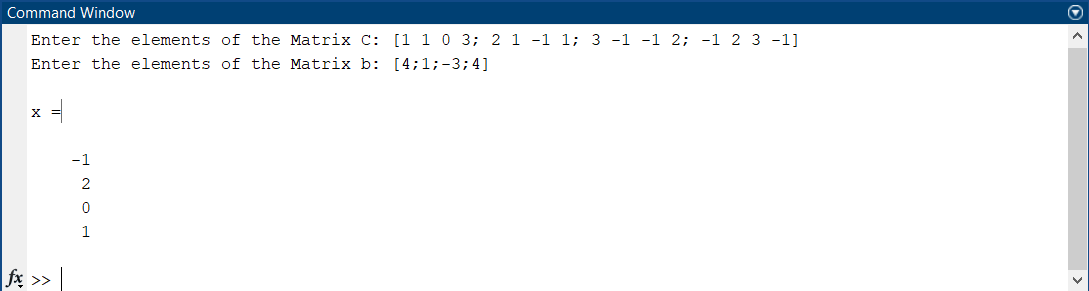 Command Window
Enter the elements of the Matrix C: [1 1 0 3; 2 1 -1 1; 3 -1 -1 2; -1 2 3 -1]
Enter the elements of the Matrix b: [4;1;-3;4]
x =
-1
2
0
1
fx >>